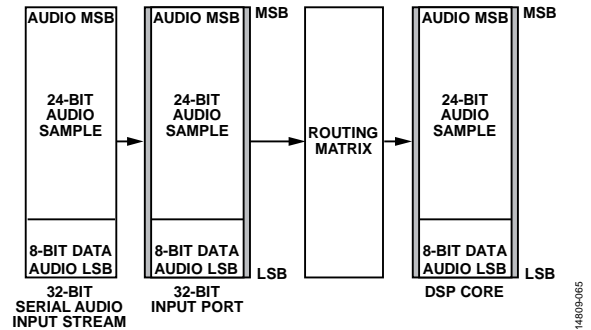 AUDIO MSB
24-BIT
AUDIO
SAMPLE
8-BIT DATA
AUDIO LSB
32-BIT
SERIAL AUDIO
INPUT STREAM
AUDIO MSB
MSB
24-BIT
AUDIO
SAMPLE
8-BIT DATA
AUDIO LSB
LSB
32-BIT
INPUT PORT
ROUTING
MATRIX
AUDIO MSB
MSB
24-BIT
AUDIO
SAMPLE
8-BIT DATA
AUDIO LSB
LSB
DSP CORE
14809-065